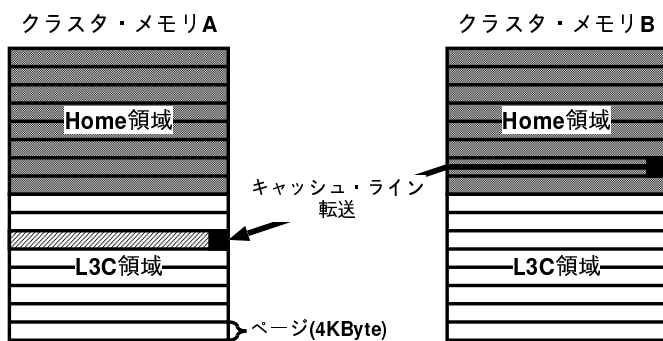 クラスタ・メモリA
クラスタ・メモリB
Home領域
Home領域
キャッシュ・ライン
転送
L3C領域
L3C領域
ページ(4KByte)